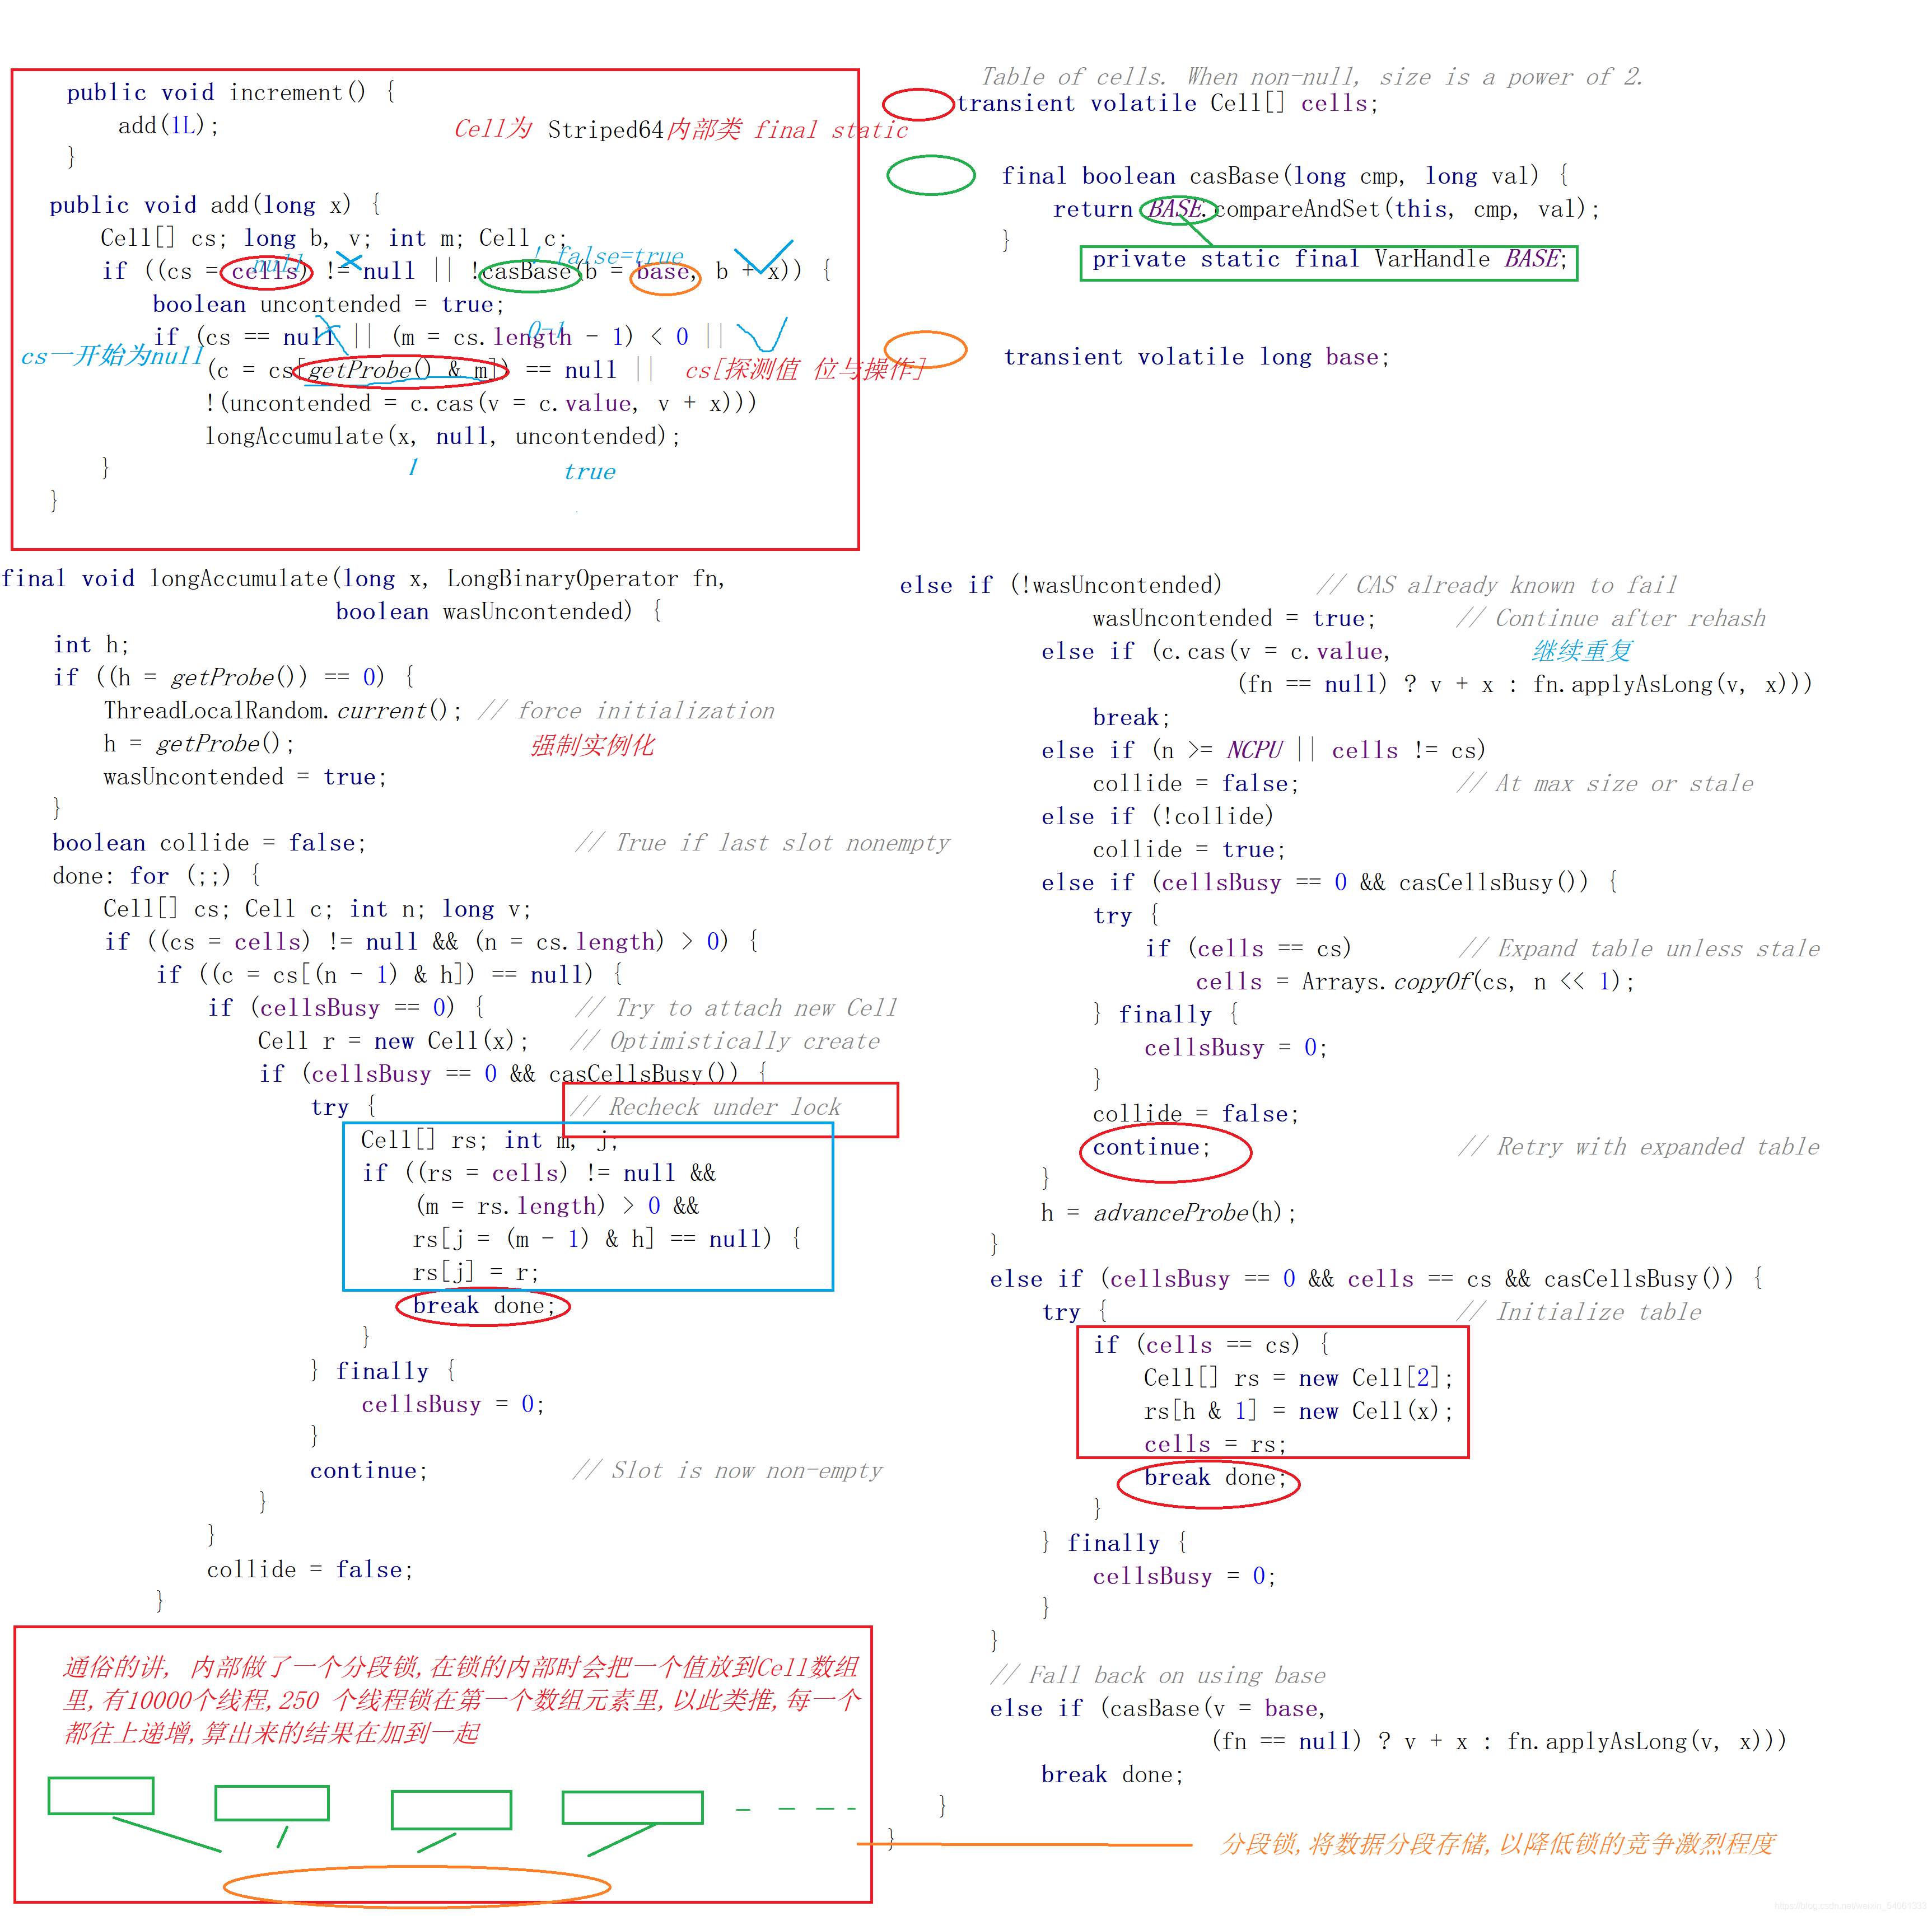 public void increment() {
add(1L);
}
Cell为 Striped64内部类 final static
public void add(long x) {
Cell[] cs; long b, v; int m; Cell c;
null ! false=true
if ((cs = cells) != null || !casBase(b = base, b + x)) {
boolean uncontended = true;
0-1
if (cs == null || (m = cs.length - 1) < 0 ||
cs一开始为null
(c = cs[getProbe() & m]) == null || cs[探测值 位与操作]
!(uncontended = c.cas(v = c.value, v + x)))
longAccumulate(x, null, uncontended);
} 1 true
}
Table of cells. When non-null, size is a power of 2.
transient volatile Cell[] cells;
final boolean casBase(long cmp, long val) {
return BASE.compareAndSet(this, cmp, val);
}
private static final VarHandle BASE;
transient volatile long base;
final void longAccumulate(long x, LongBinaryOperator fn,
boolean wasUncontended) {
int h;
if ((h = getProbe()) == 0) {
ThreadLocalRandom.current(); // force initialization
h = getProbe(); 强制实例化
wasUncontended = true;
}
boolean collide = false; // True if last slot nonempty
done: for (;;) {
Cell[] cs; Cell c; int n; long v;
if ((cs = cells) != null && (n = cs.length) > 0) {
if ((c = cs[(n - 1) & h]) == null) {
if (cellsBusy == 0) { // Try to attach new Cell
Cell r = new Cell(x); // Optimistically create
if (cellsBusy == 0 && casCellsBusy()) {
try { // Recheck under lock
Cell[] rs; int m, j;
if ((rs = cells) != null &&
(m = rs.length) > 0 &&
rs[j = (m - 1) & h] == null) {
rs[j] = r;
break done;
}
} finally {
cellsBusy = 0;
}
continue; // Slot is now non-empty
}
}
collide = false;
}
else if (!wasUncontended) // CAS already known to fail
wasUncontended = true; // Continue after rehash
else if (c.cas(v = c.value, 继续重复
(fn == null) ? v + x : fn.applyAsLong(v, x)))
break;
else if (n >= NCPU || cells != cs)
collide = false; // At max size or stale
else if (!collide)
collide = true;
else if (cellsBusy == 0 && casCellsBusy()) {
try {
if (cells == cs) // Expand table unless stale
cells = Arrays.copyOf(cs, n << 1);
} finally {
cellsBusy = 0;
}
collide = false;
continue; // Retry with expanded table
}
h = advanceProbe(h);
}
else if (cellsBusy == 0 && cells == cs && casCellsBusy()) {
try { // Initialize table
if (cells == cs) {
Cell[] rs = new Cell[2];
rs[h & 1] = new Cell(x);
cells = rs;
break done;
}
} finally {
cellsBusy = 0;
}
}
// Fall back on using base
else if (casBase(v = base,
(fn == null) ? v + x : fn.applyAsLong(v, x)))
break done;
}
}
通俗的讲, 内部做了一个分段锁,在锁的内部时会把一个值放到Cell数组
里,有10000个线程,250 个线程锁在第一个数组元素里,以此类推,每一个
都往上递增,算出来的结果在加到一起
分段锁,将数据分段存储,以降低锁的竞争激烈程度